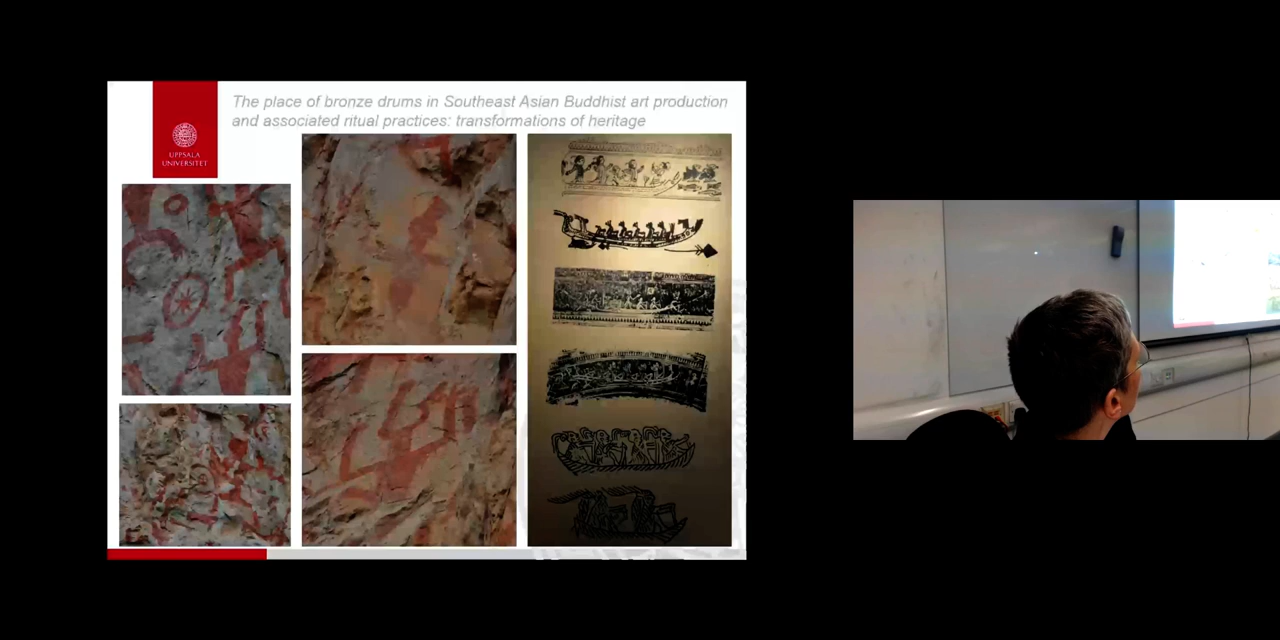 The place of bronze drums in Southeast Asian Buddhist art production
and associated ritual practices: transformations of heritage
UPPSALA
UNIVERSITET